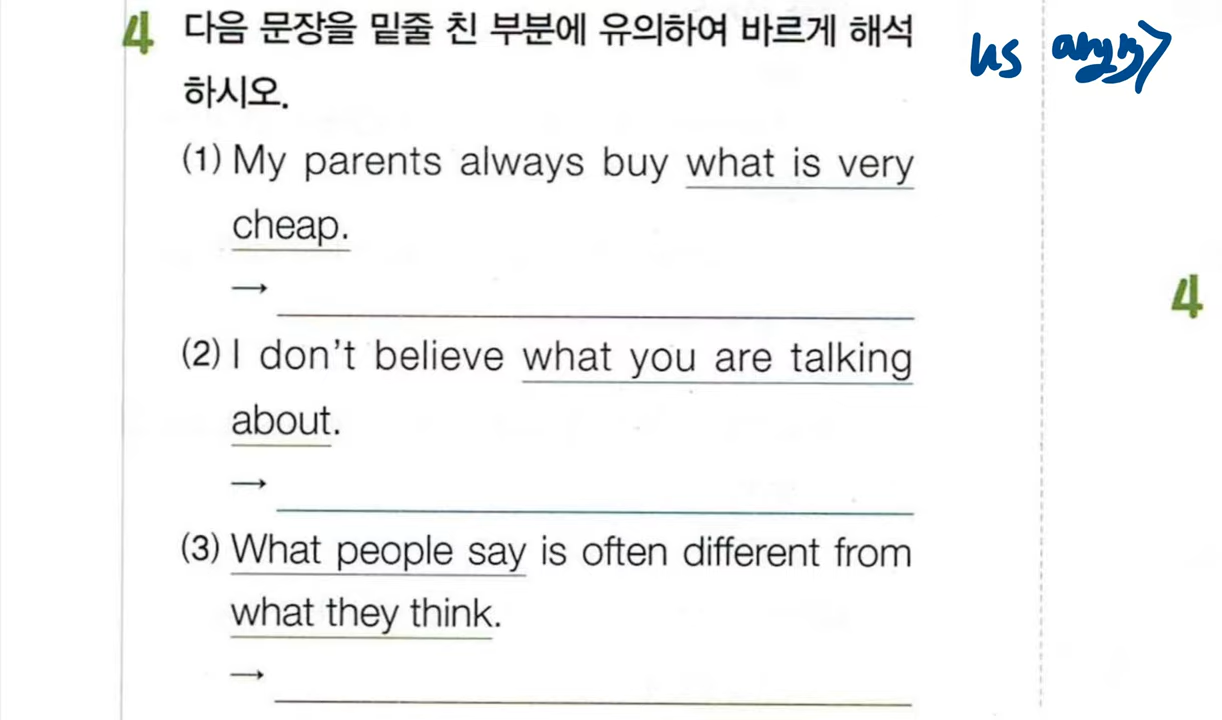 4 다음 문장을 밑줄 친 부분에 유의하여 바르게 해석
하시오.
us angry
(1) My parents always buy what is very
cheap.
→
(2) I don't believe what you are talking
about.
→
(3) What people say is often different from
what they think.
→
4